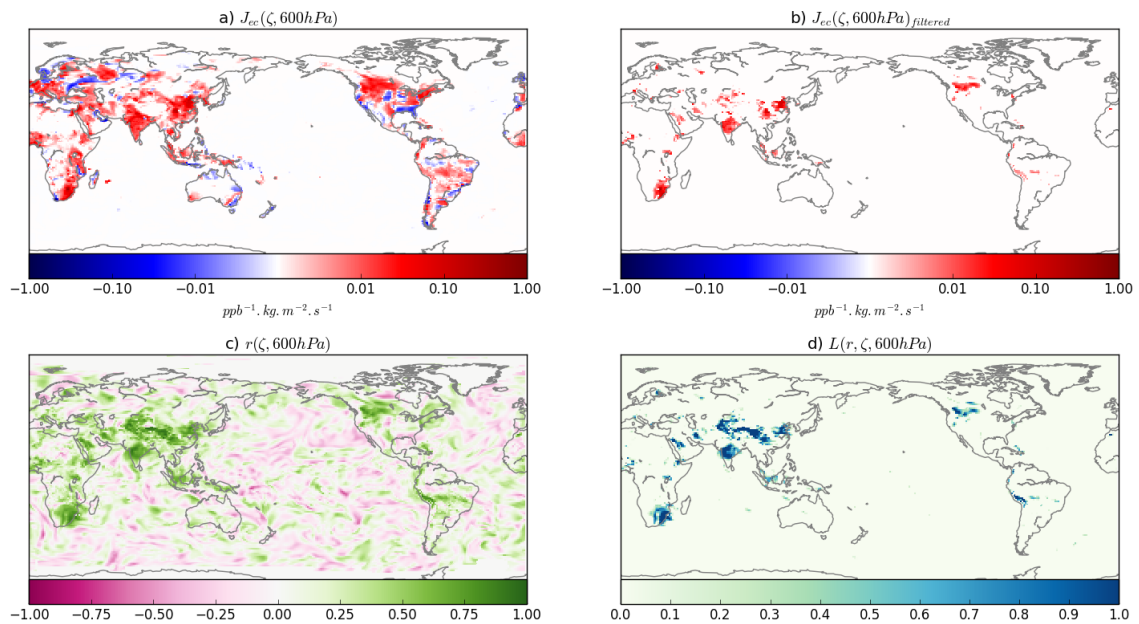 a) J_ec(ζ, 600hPa)
−1.00 −0.10 −0.01 0.01 0.10 1.00
ppb⁻¹.kg.m⁻².s⁻¹
b) J_ec(ζ, 600hPa)_filtered
−1.00 −0.10 −0.01 0.01 0.10 1.00
ppb⁻¹.kg.m⁻².s⁻¹
c) r(ζ, 600hPa)
−1.00 −0.75 −0.50 −0.25 0.00 0.25 0.50 0.75 1.00
d) L(r, ζ, 600hPa)
0.0 0.1 0.2 0.3 0.4 0.5 0.6 0.7 0.8 0.9 1.0